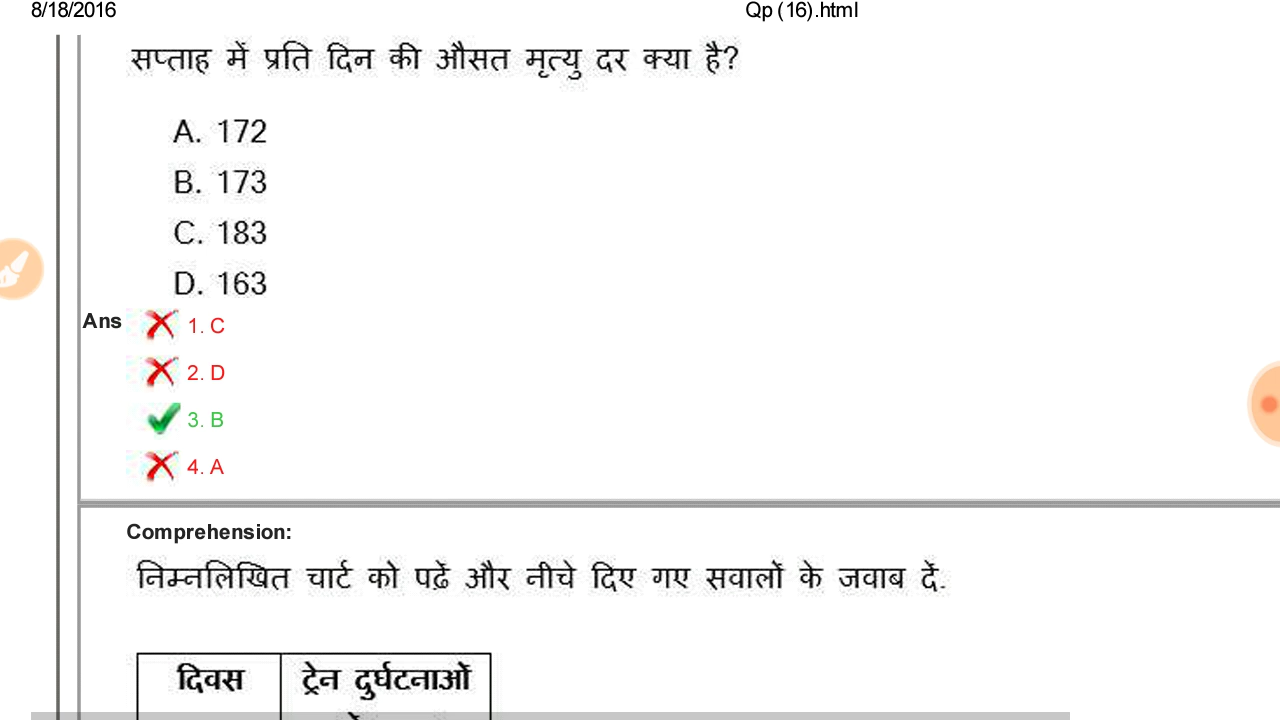 8/18/2016 Qp (16).html
सप्ताह में प्रति दिन की औसत मृत्यु दर क्या है?
A. 172
B. 173
C. 183
D. 163
Ans 1. C
2. D
3. B
4. A
Comprehension:
निम्नलिखित चार्ट को पढ़ें और नीचे दिए गए सवालों के जवाब दें.
दिवस ट्रेन दुर्घटनाओं